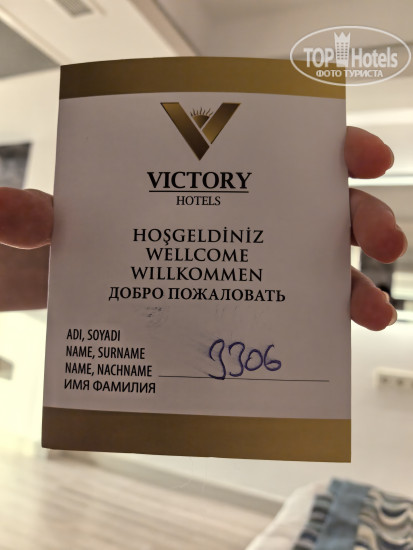 TOP Hotels
ФОТО ТУРИСТА
VICTORY
HOTELS
HOŞGELDİNİZ
WELLCOME
WILLKOMMEN
ДОБРО ПОЖАЛОВАТЬ
ADI, SOYADI
NAME, SURNAME
NAME, NACHNAME
ИМЯ ФАМИЛИЯ
3306